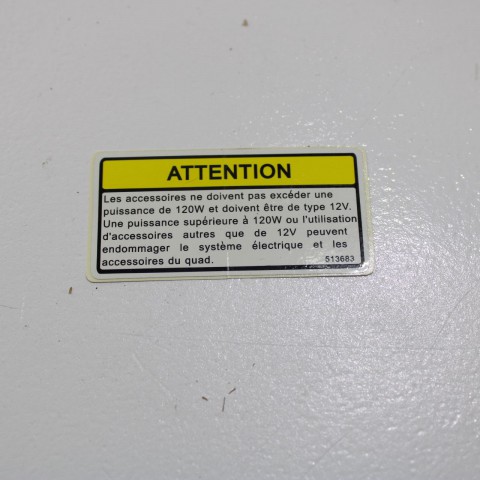 ATTENTION
Les accessoires ne doivent pas excéder une
puissance de 120W et doivent être de type 12V.
Une puissance supérieure à 120W ou l'utilisation
d'accessoires autres que de 12V peuvent
endommager le système électrique et les
accessoires du quad.
513683